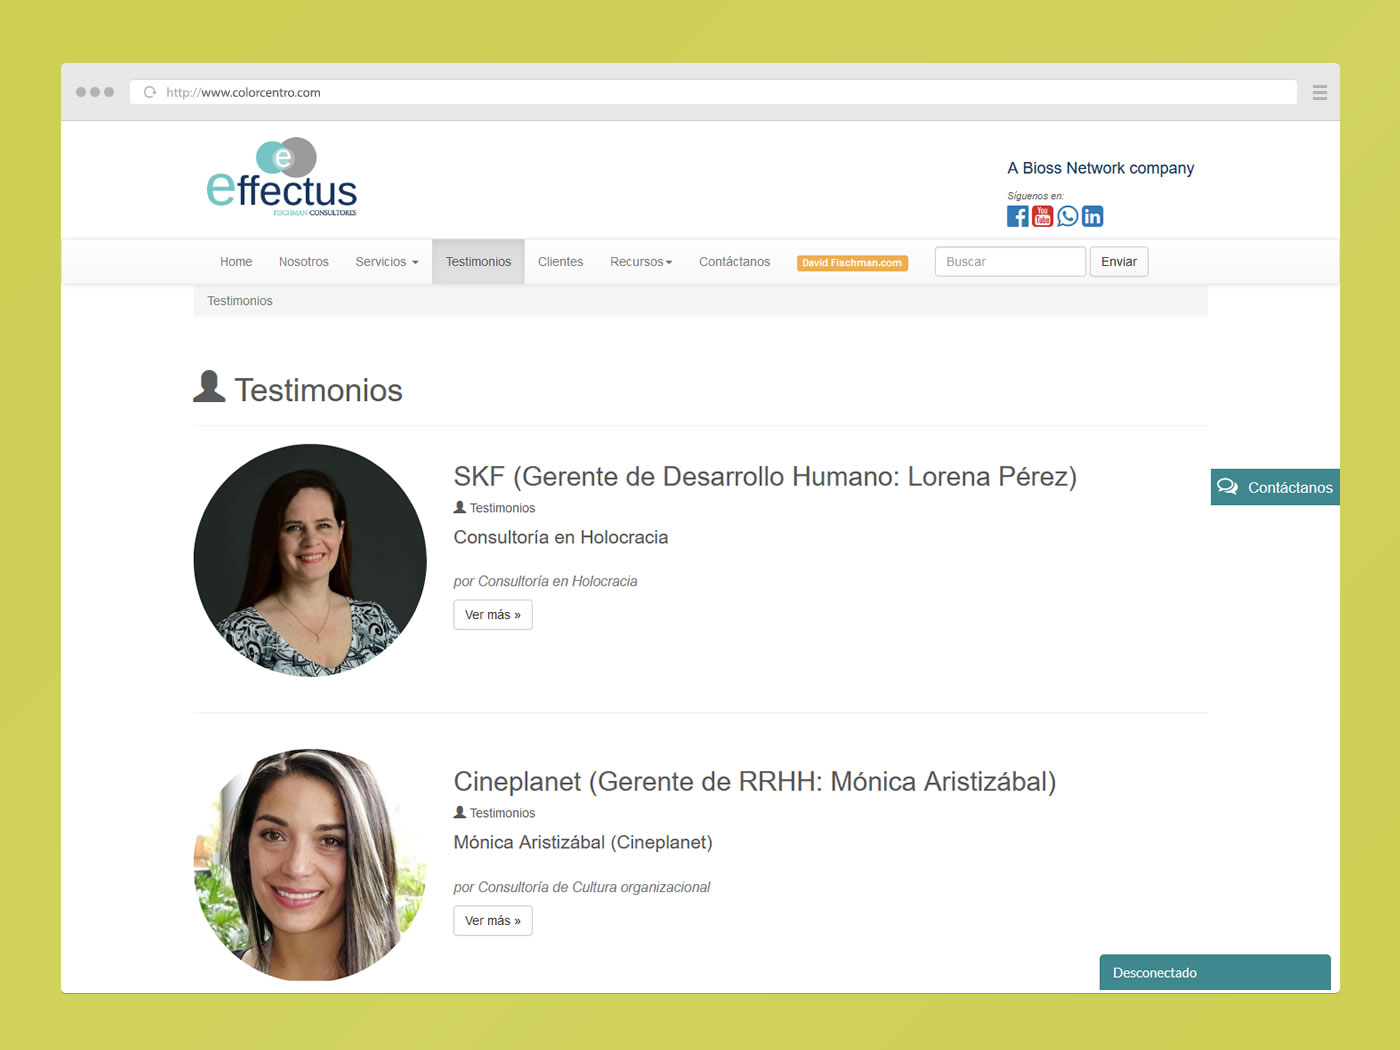 http://www.colorcentro.com
e
effectus
FISCHMAN CONSULTORES
A Bioss Network company
Síguenos en:
You Tube
in
Home Nosotros Servicios Testimonios Clientes Recursos Contáctanos David Fischman.com Buscar Enviar
Testimonios
Testimonios
SKF (Gerente de Desarrollo Humano: Lorena Pérez)
Testimonios
Contáctanos
Consultoría en Holocracia
por Consultoría en Holocracia
Ver más »
Cineplanet (Gerente de RRHH: Mónica Aristizábal)
Testimonios
Mónica Aristizábal (Cineplanet)
por Consultoría de Cultura organizacional
Ver más »
Desconectado